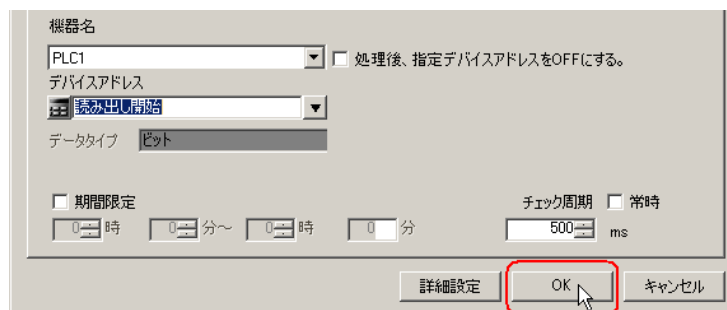 機器名
PLC1 処理後、指定デバイスアドレスをOFFにする。
デバイスアドレス
読み出し開始
データタイプ ビット
期間限定 チェック周期 常時
0 時 0 分～ 0 時 0 分 500 ms
詳細設定 OK キャンセル